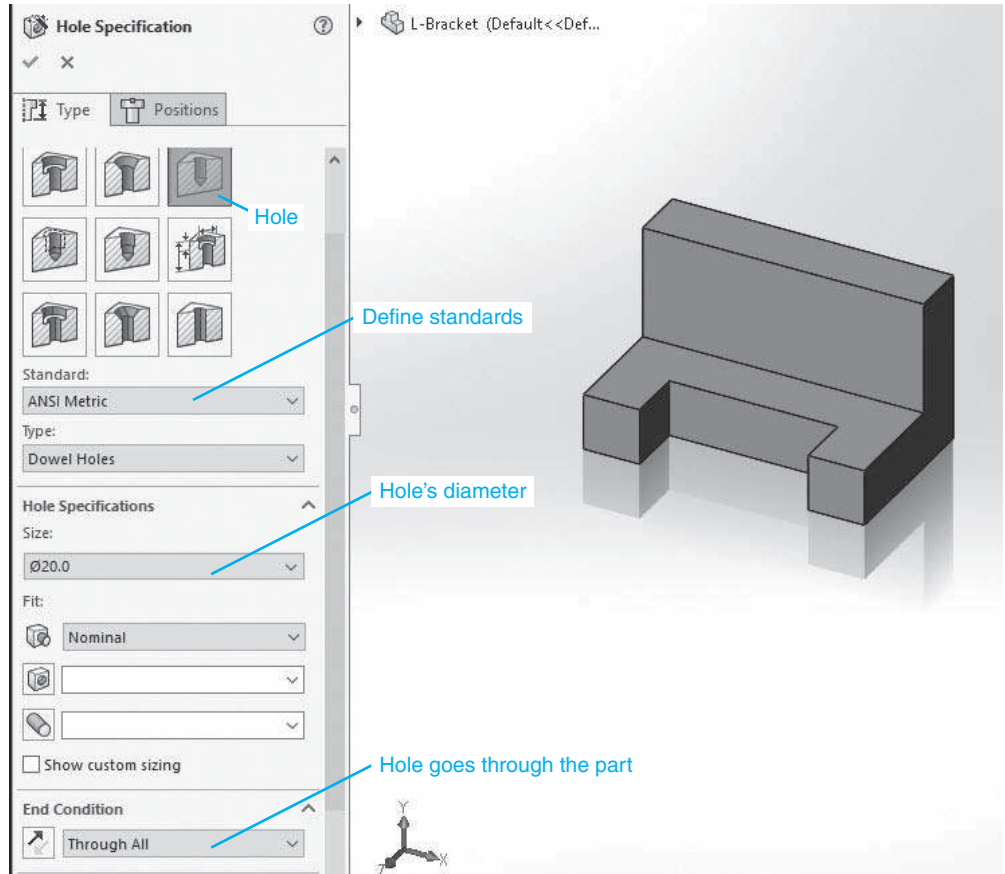 Hole Specification
L-Bracket (Default<<Def...
Type
Positions
Hole
Define standards
Standard:
ANSI Metric
Type:
Dowel Holes
Hole's diameter
Hole Specifications
Size:
Ø20.0
Fit:
Nominal
Show custom sizing
Hole goes through the part
End Condition
Through All
Y
X
Z